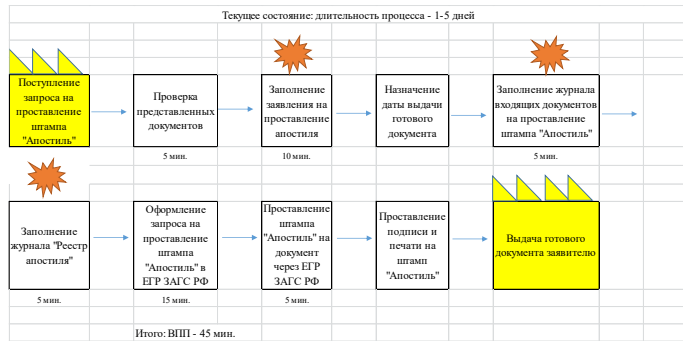 Текущее состояние: длительность процесса - 1-5 дней
Поступление
запроса на
проставление
штампа
"Апостиль"
Проверка
представленных
документов
5 мин.
Заполнение
заявления на
проставление
апостиля
10 мин.
Назначение
даты выдачи
готового
документа
Заполнение журнала
входящих документов
на проставление
штампа "Апостиль"
5 мин.
Заполнение
журнала "Реестр
апостиля"
5 мин.
Оформление
запроса на
проставление
штампа
"Апостиль" в
ЕГР ЗАГС РФ
15 мин.
Проставление
штампа
"Апостиль" на
документ
через ЕГР
ЗАГС РФ
5 мин.
Проставление
подписи и
печати на
штамп
"Апостиль"
Выдача готового
документа заявителю
Итого: ВПП - 45 мин.